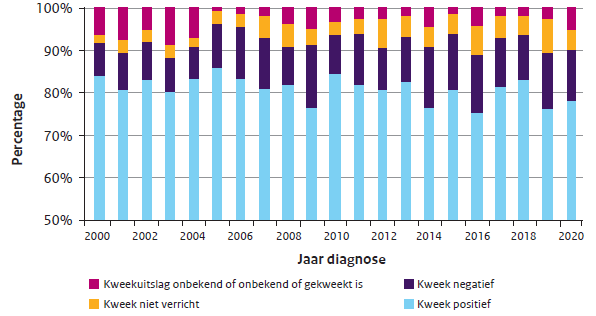 Percentage
100%
90%
80%
70%
60%
50%
2000 2002 2004 2006 2008 2010 2012 2014 2016 2018 2020
Jaar diagnose
Kweekuitslag onbekend of onbekend of gekweekt is
Kweek negatief
Kweek niet verricht
Kweek positief